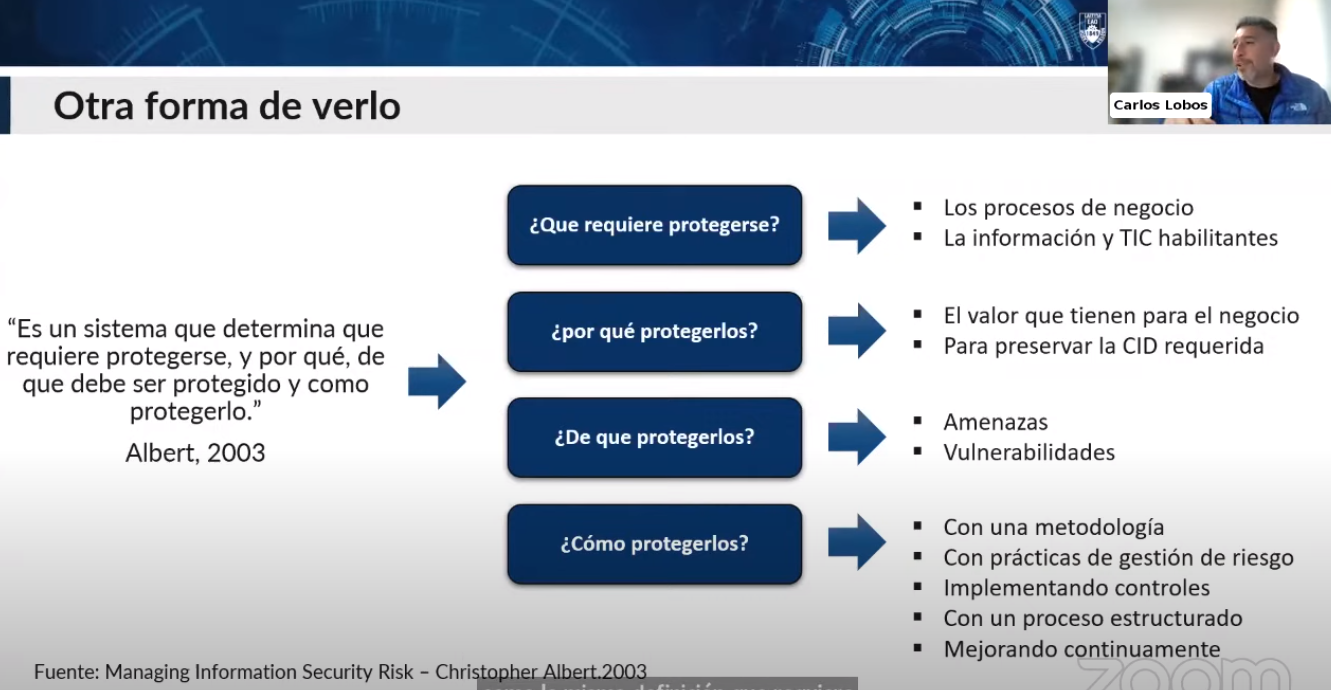 Otra forma de verlo
Carlos Lobos
“Es un sistema que determina que
requiere protegerse, y por qué, de
que debe ser protegido y como
protegerlo.”
Albert, 2003
¿Que requiere protegerse?
▪ Los procesos de negocio
▪ La información y TIC habilitantes
¿por qué protegerlos?
▪ El valor que tienen para el negocio
▪ Para preservar la CID requerida
¿De que protegerlos?
▪ Amenazas
▪ Vulnerabilidades
¿Cómo protegerlos?
▪ Con una metodología
▪ Con prácticas de gestión de riesgo
▪ Implementando controles
▪ Con un proceso estructurado
▪ Mejorando continuamente
Fuente: Managing Information Security Risk – Christopher Albert.2003
zoom